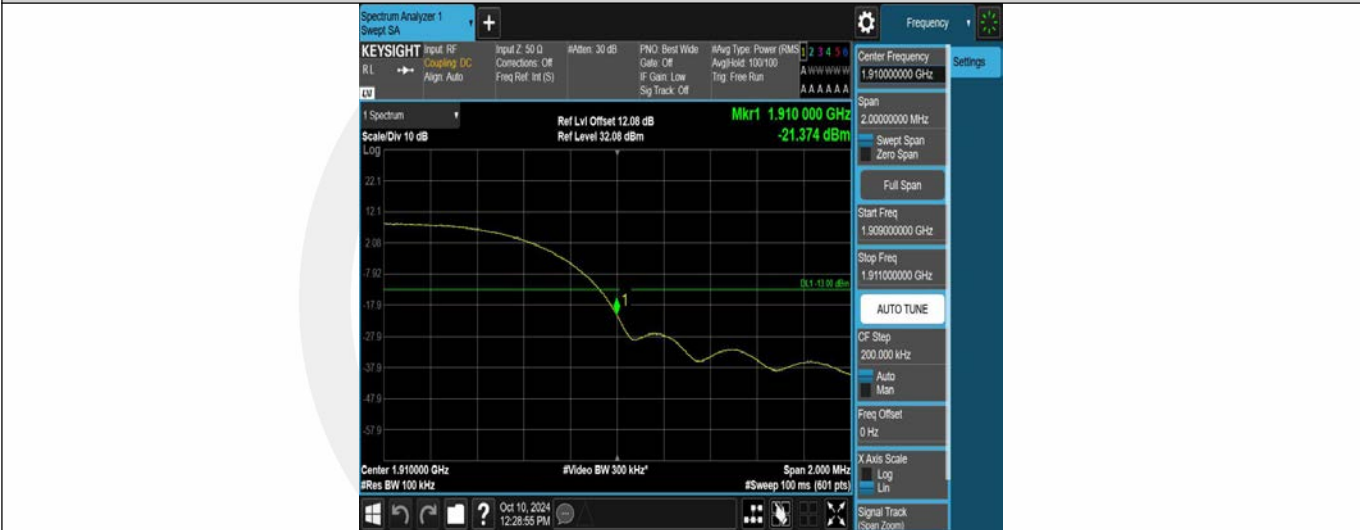 Spectrum Analyzer 1
Swept SA
+
Frequency
KEYSIGHT
RL
Input: RF
Coupling: DC
Align: Auto
Input Z: 50 Ω
Corrections: Off
Freq Ref: Int (S)
#Atten: 30 dB
PNO: Best Wide
Gate: Off
IF Gain: Low
Sig Track: Off
#Avg Type: Power (RMS
Avg|Hold: 100/100
Trig: Free Run
1 2 3 4 5 6
A W W W W W
A A A A A A
1 Spectrum
Scale/Div 10 dB
Log
Ref Lvl Offset 12.08 dB
Ref Level 32.08 dBm
Mkr1 1.910 000 GHz
-21.374 dBm
22.1
12.1
2.08
-7.92
-17.9
-27.9
-37.9
-47.9
-57.9
DL1 -13.00 dBm
1
Center 1.910000 GHz
#Res BW 100 kHz
#Video BW 300 kHz*
Span 2.000 MHz
#Sweep 100 ms (601 pts)
Oct 10, 2024
12:28:55 PM
Center Frequency
1.910000000 GHz
Settings
Span
2.00000000 MHz
Swept Span
Zero Span
Full Span
Start Freq
1.909000000 GHz
Stop Freq
1.911000000 GHz
AUTO TUNE
CF Step
200.000 kHz
Auto
Man
Freq Offset
0 Hz
X Axis Scale
Log
Lin
Signal Track
(Span Zoom)